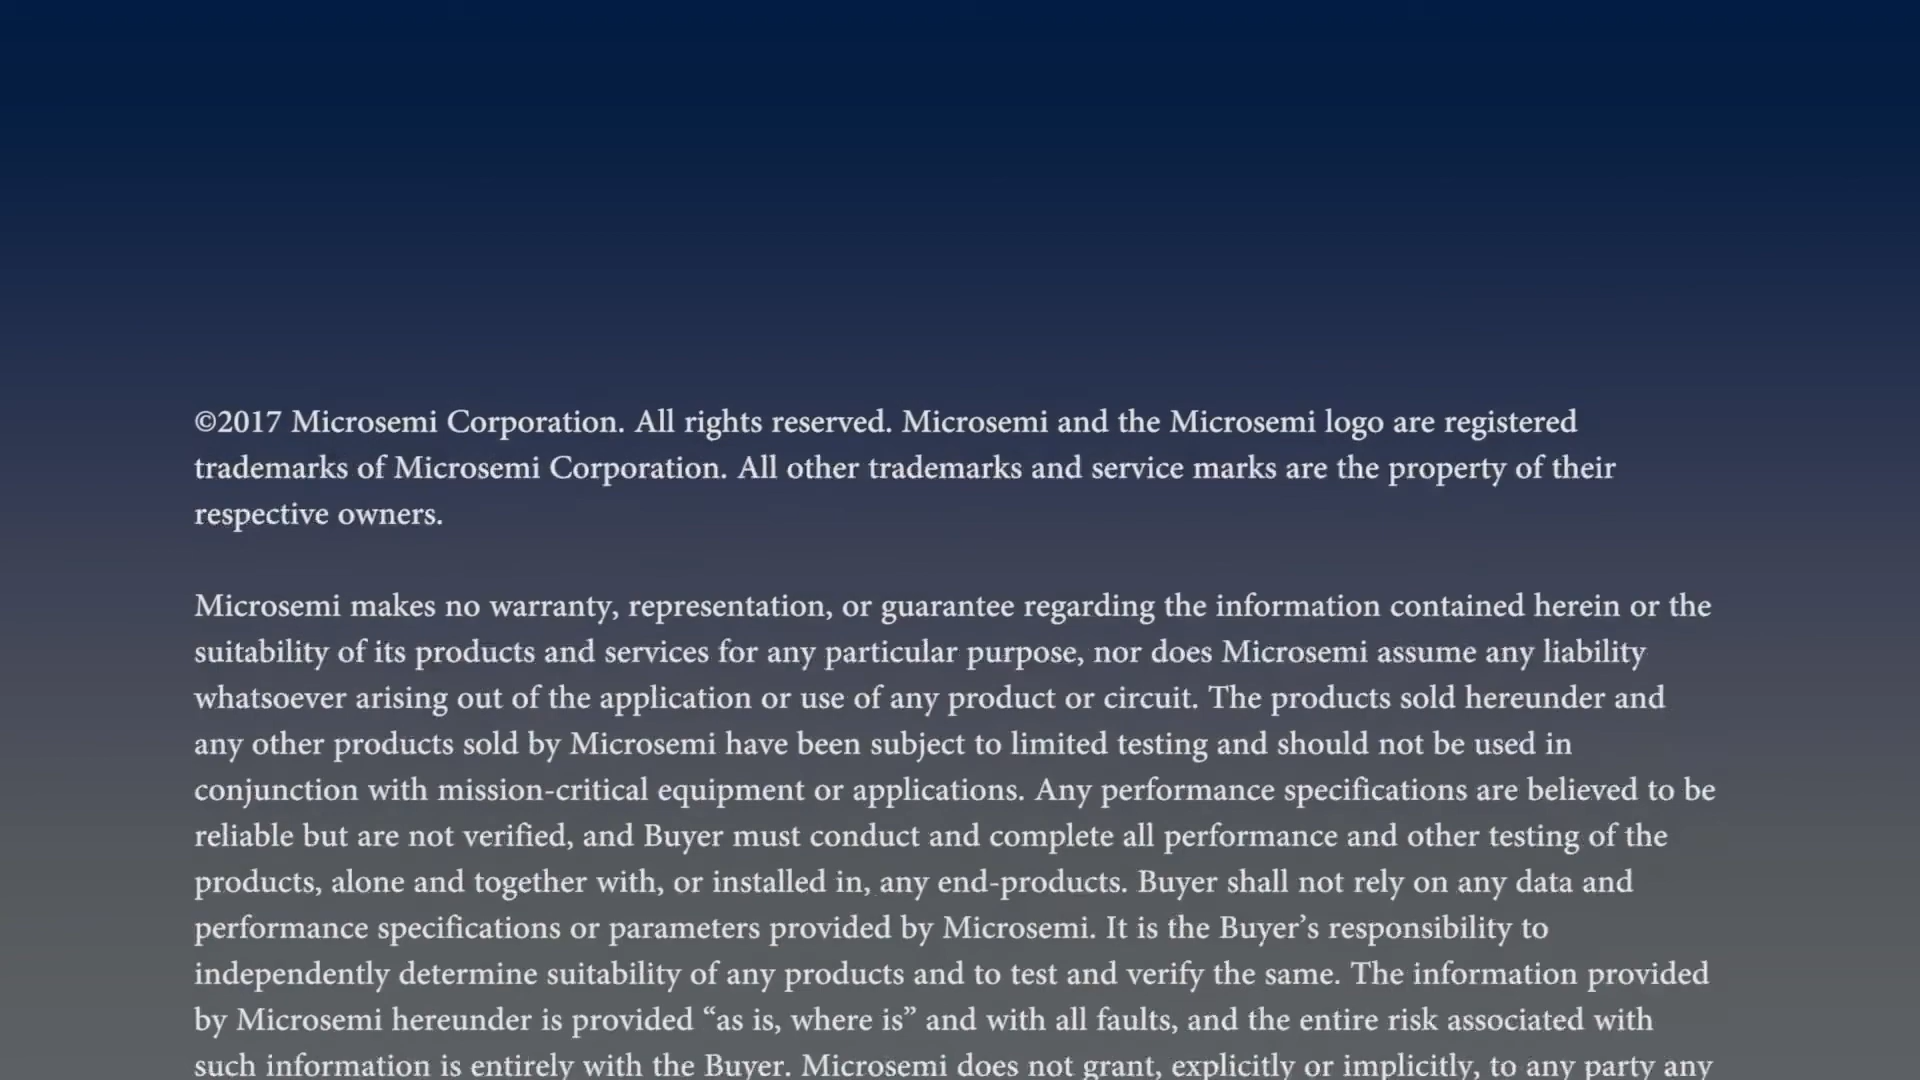 ©2017 Microsemi Corporation. All rights reserved. Microsemi and the Microsemi logo are registered
trademarks of Microsemi Corporation. All other trademarks and service marks are the property of their
respective owners.
Microsemi makes no warranty, representation, or guarantee regarding the information contained herein or the
suitability of its products and services for any particular purpose, nor does Microsemi assume any liability
whatsoever arising out of the application or use of any product or circuit. The products sold hereunder and
any other products sold by Microsemi have been subject to limited testing and should not be used in
conjunction with mission-critical equipment or applications. Any performance specifications are believed to be
reliable but are not verified, and Buyer must conduct and complete all performance and other testing of the
products, alone and together with, or installed in, any end-products. Buyer shall not rely on any data and
performance specifications or parameters provided by Microsemi. It is the Buyer’s responsibility to
independently determine suitability of any products and to test and verify the same. The information provided
by Microsemi hereunder is provided “as is, where is” and with all faults, and the entire risk associated with
such information is entirely with the Buyer. Microsemi does not grant, explicitly or implicitly, to any party any